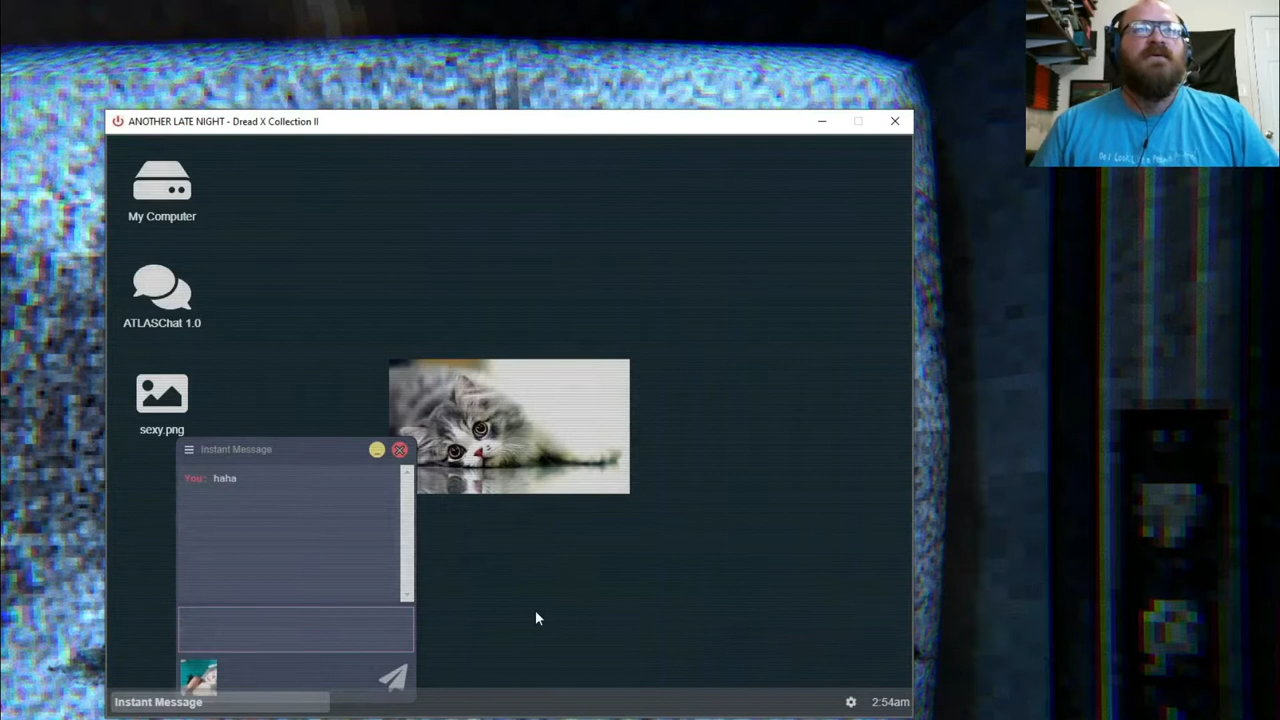 ANOTHER LATE NIGHT - Dread X Collection II
My Computer
ATLASChat 1.0
sexy.png
Instant Message
You: haha
Instant Message
2:54am